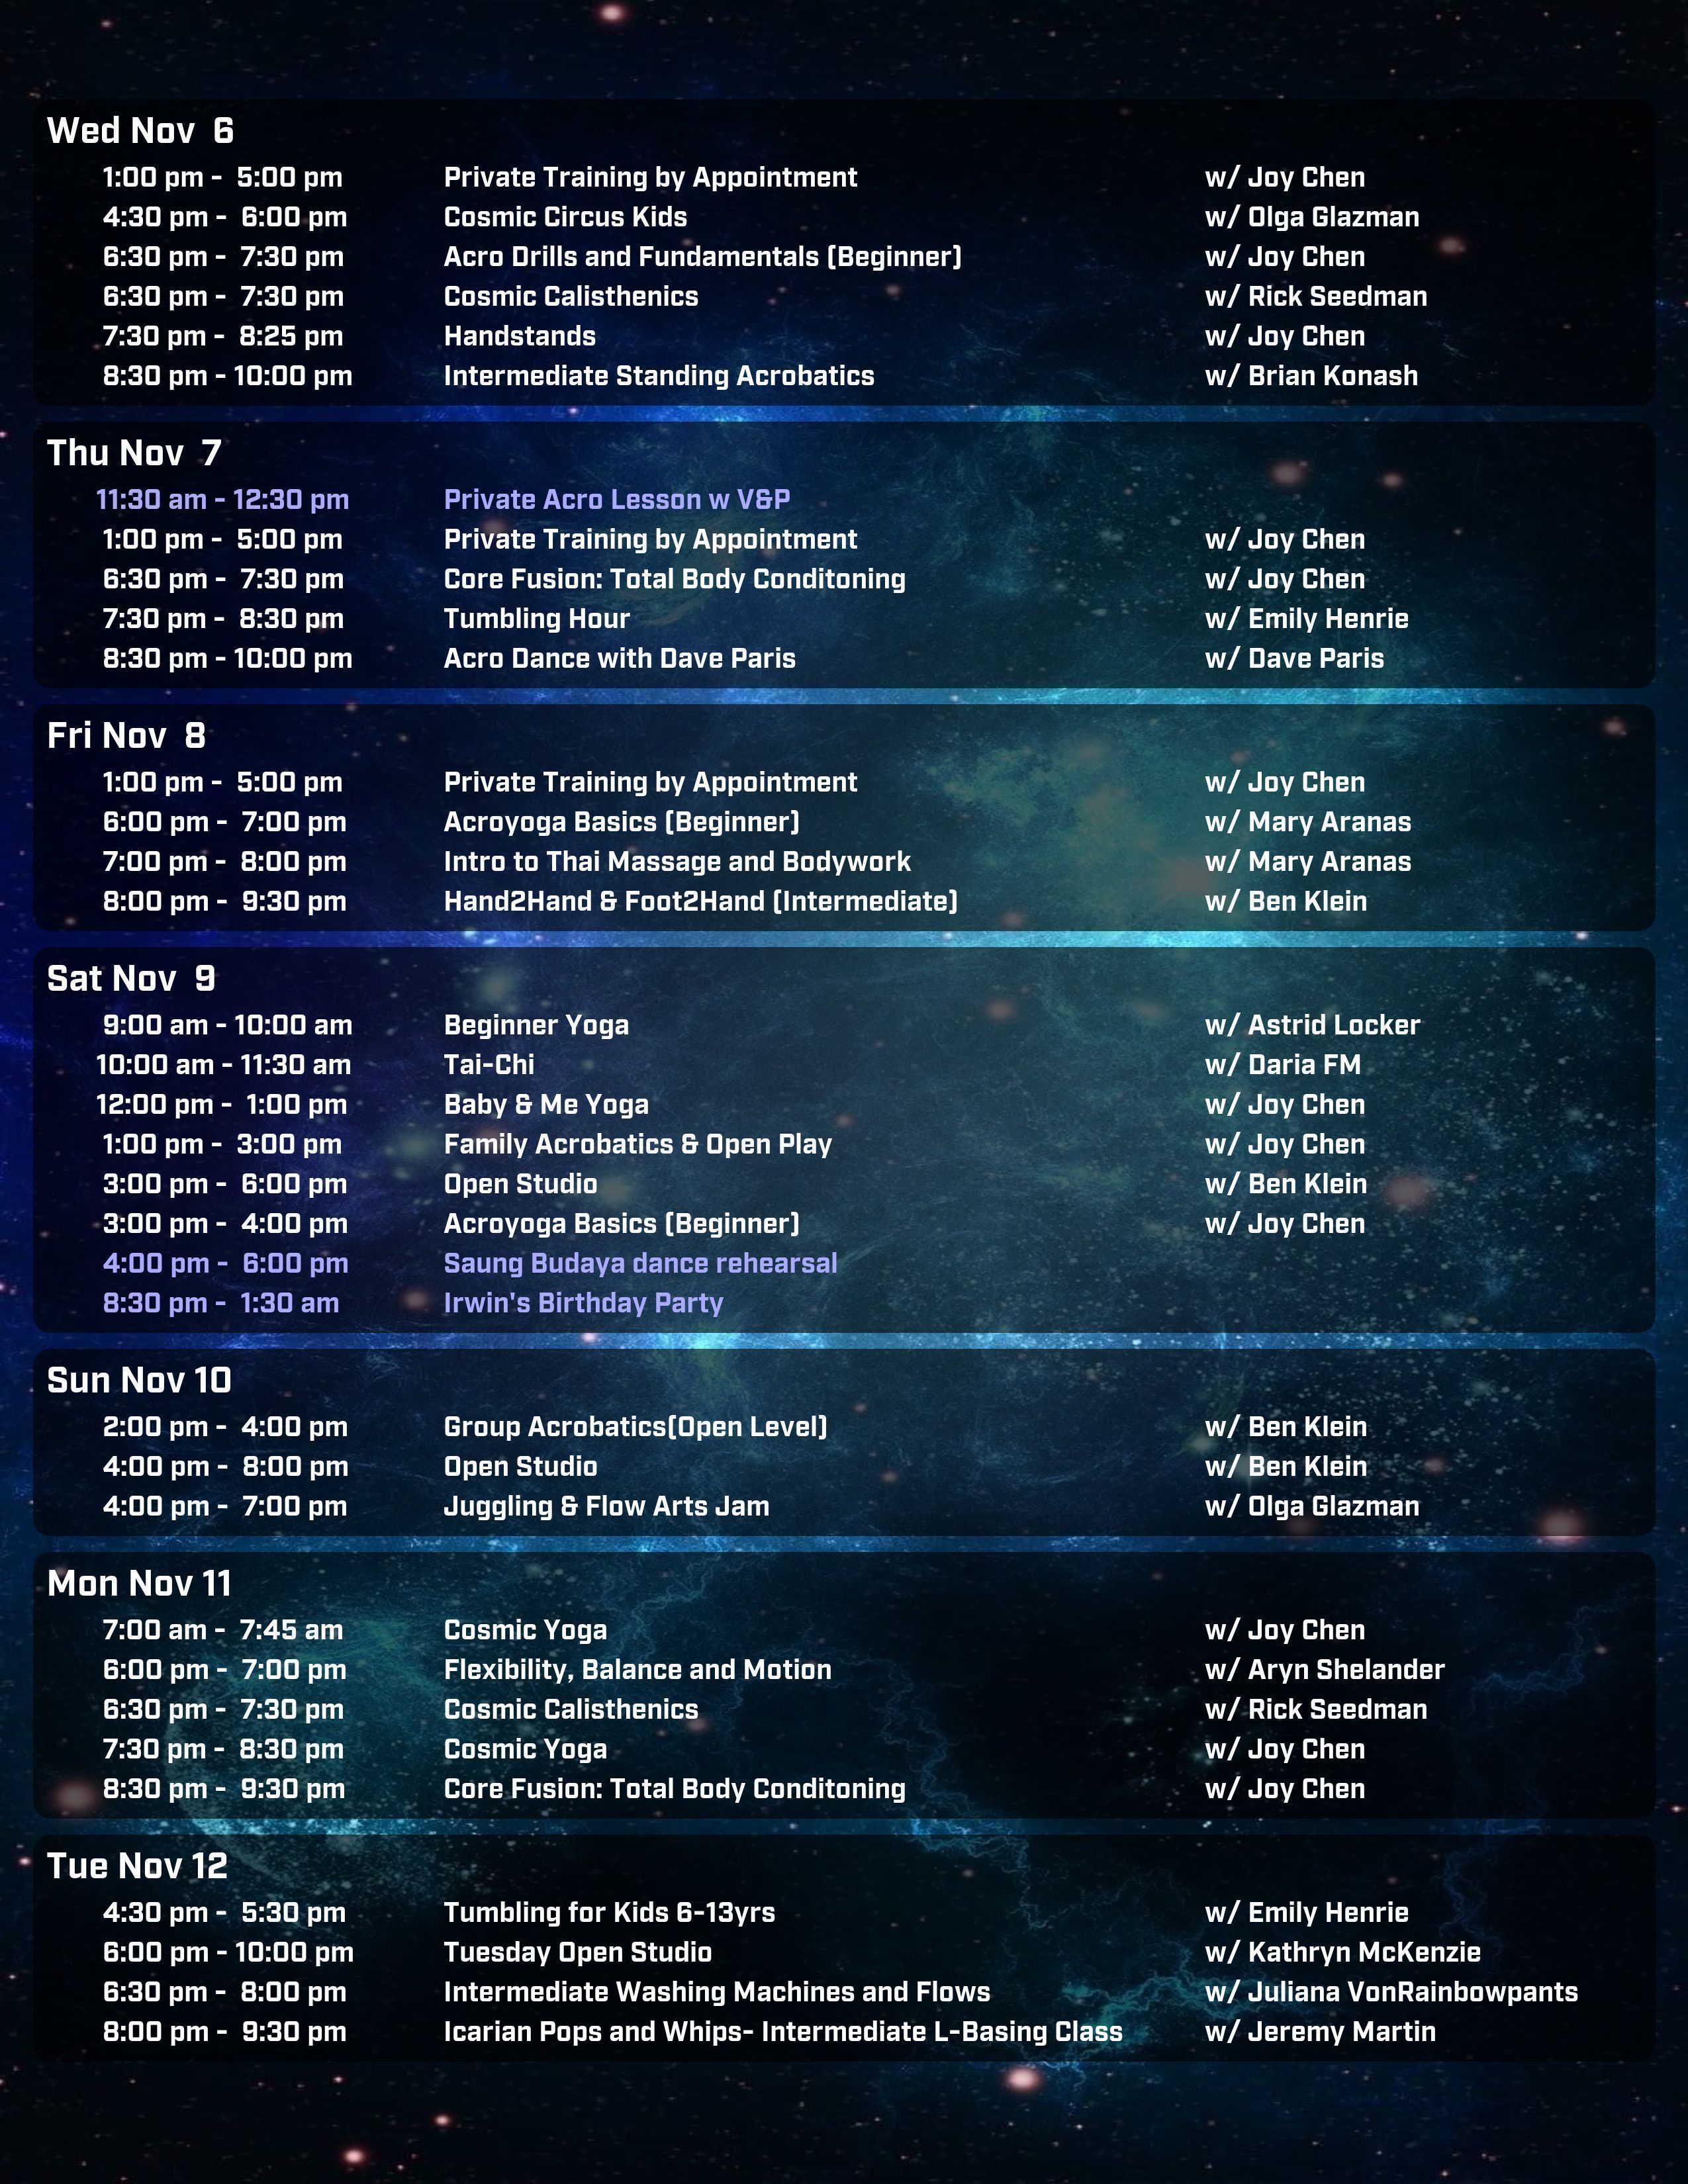 Wed Nov 6
1:00 pm - 5:00 pm Private Training by Appointment w/ Joy Chen
4:30 pm - 6:00 pm Cosmic Circus Kids w/ Olga Glazman
6:30 pm - 7:30 pm Acro Drills and Fundamentals (Beginner) w/ Joy Chen
6:30 pm - 7:30 pm Cosmic Calisthenics w/ Rick Seedman
7:30 pm - 8:25 pm Handstands w/ Joy Chen
8:30 pm - 10:00 pm Intermediate Standing Acrobatics w/ Brian Konash
Thu Nov 7
11:30 am - 12:30 pm Private Acro Lesson w V&P
1:00 pm - 5:00 pm Private Training by Appointment w/ Joy Chen
6:30 pm - 7:30 pm Core Fusion: Total Body Conditoning w/ Joy Chen
7:30 pm - 8:30 pm Tumbling Hour w/ Emily Henrie
8:30 pm - 10:00 pm Acro Dance with Dave Paris w/ Dave Paris
Fri Nov 8
1:00 pm - 5:00 pm Private Training by Appointment w/ Joy Chen
6:00 pm - 7:00 pm Acroyoga Basics (Beginner) w/ Mary Aranas
7:00 pm - 8:00 pm Intro to Thai Massage and Bodywork w/ Mary Aranas
8:00 pm - 9:30 pm Hand2Hand & Foot2Hand (Intermediate) w/ Ben Klein
Sat Nov 9
9:00 am - 10:00 am Beginner Yoga w/ Astrid Locker
10:00 am - 11:30 am Tai-Chi w/ Daria FM
12:00 pm - 1:00 pm Baby & Me Yoga w/ Joy Chen
1:00 pm - 3:00 pm Family Acrobatics & Open Play w/ Joy Chen
3:00 pm - 6:00 pm Open Studio w/ Ben Klein
3:00 pm - 4:00 pm Acroyoga Basics (Beginner) w/ Joy Chen
4:00 pm - 6:00 pm Saung Budaya dance rehearsal
8:30 pm - 1:30 am Irwin's Birthday Party
Sun Nov 10
2:00 pm - 4:00 pm Group Acrobatics(Open Level) w/ Ben Klein
4:00 pm - 8:00 pm Open Studio w/ Ben Klein
4:00 pm - 7:00 pm Juggling & Flow Arts Jam w/ Olga Glazman
Mon Nov 11
7:00 am - 7:45 am Cosmic Yoga w/ Joy Chen
6:00 pm - 7:00 pm Flexibility, Balance and Motion w/ Aryn Shelander
6:30 pm - 7:30 pm Cosmic Calisthenics w/ Rick Seedman
7:30 pm - 8:30 pm Cosmic Yoga w/ Joy Chen
8:30 pm - 9:30 pm Core Fusion: Total Body Conditoning w/ Joy Chen
Tue Nov 12
4:30 pm - 5:30 pm Tumbling for Kids 6-13yrs w/ Emily Henrie
6:00 pm - 10:00 pm Tuesday Open Studio w/ Kathryn McKenzie
6:30 pm - 8:00 pm Intermediate Washing Machines and Flows w/ Juliana VonRainbowpants
8:00 pm - 9:30 pm Icarian Pops and Whips- Intermediate L-Basing Class w/ Jeremy Martin